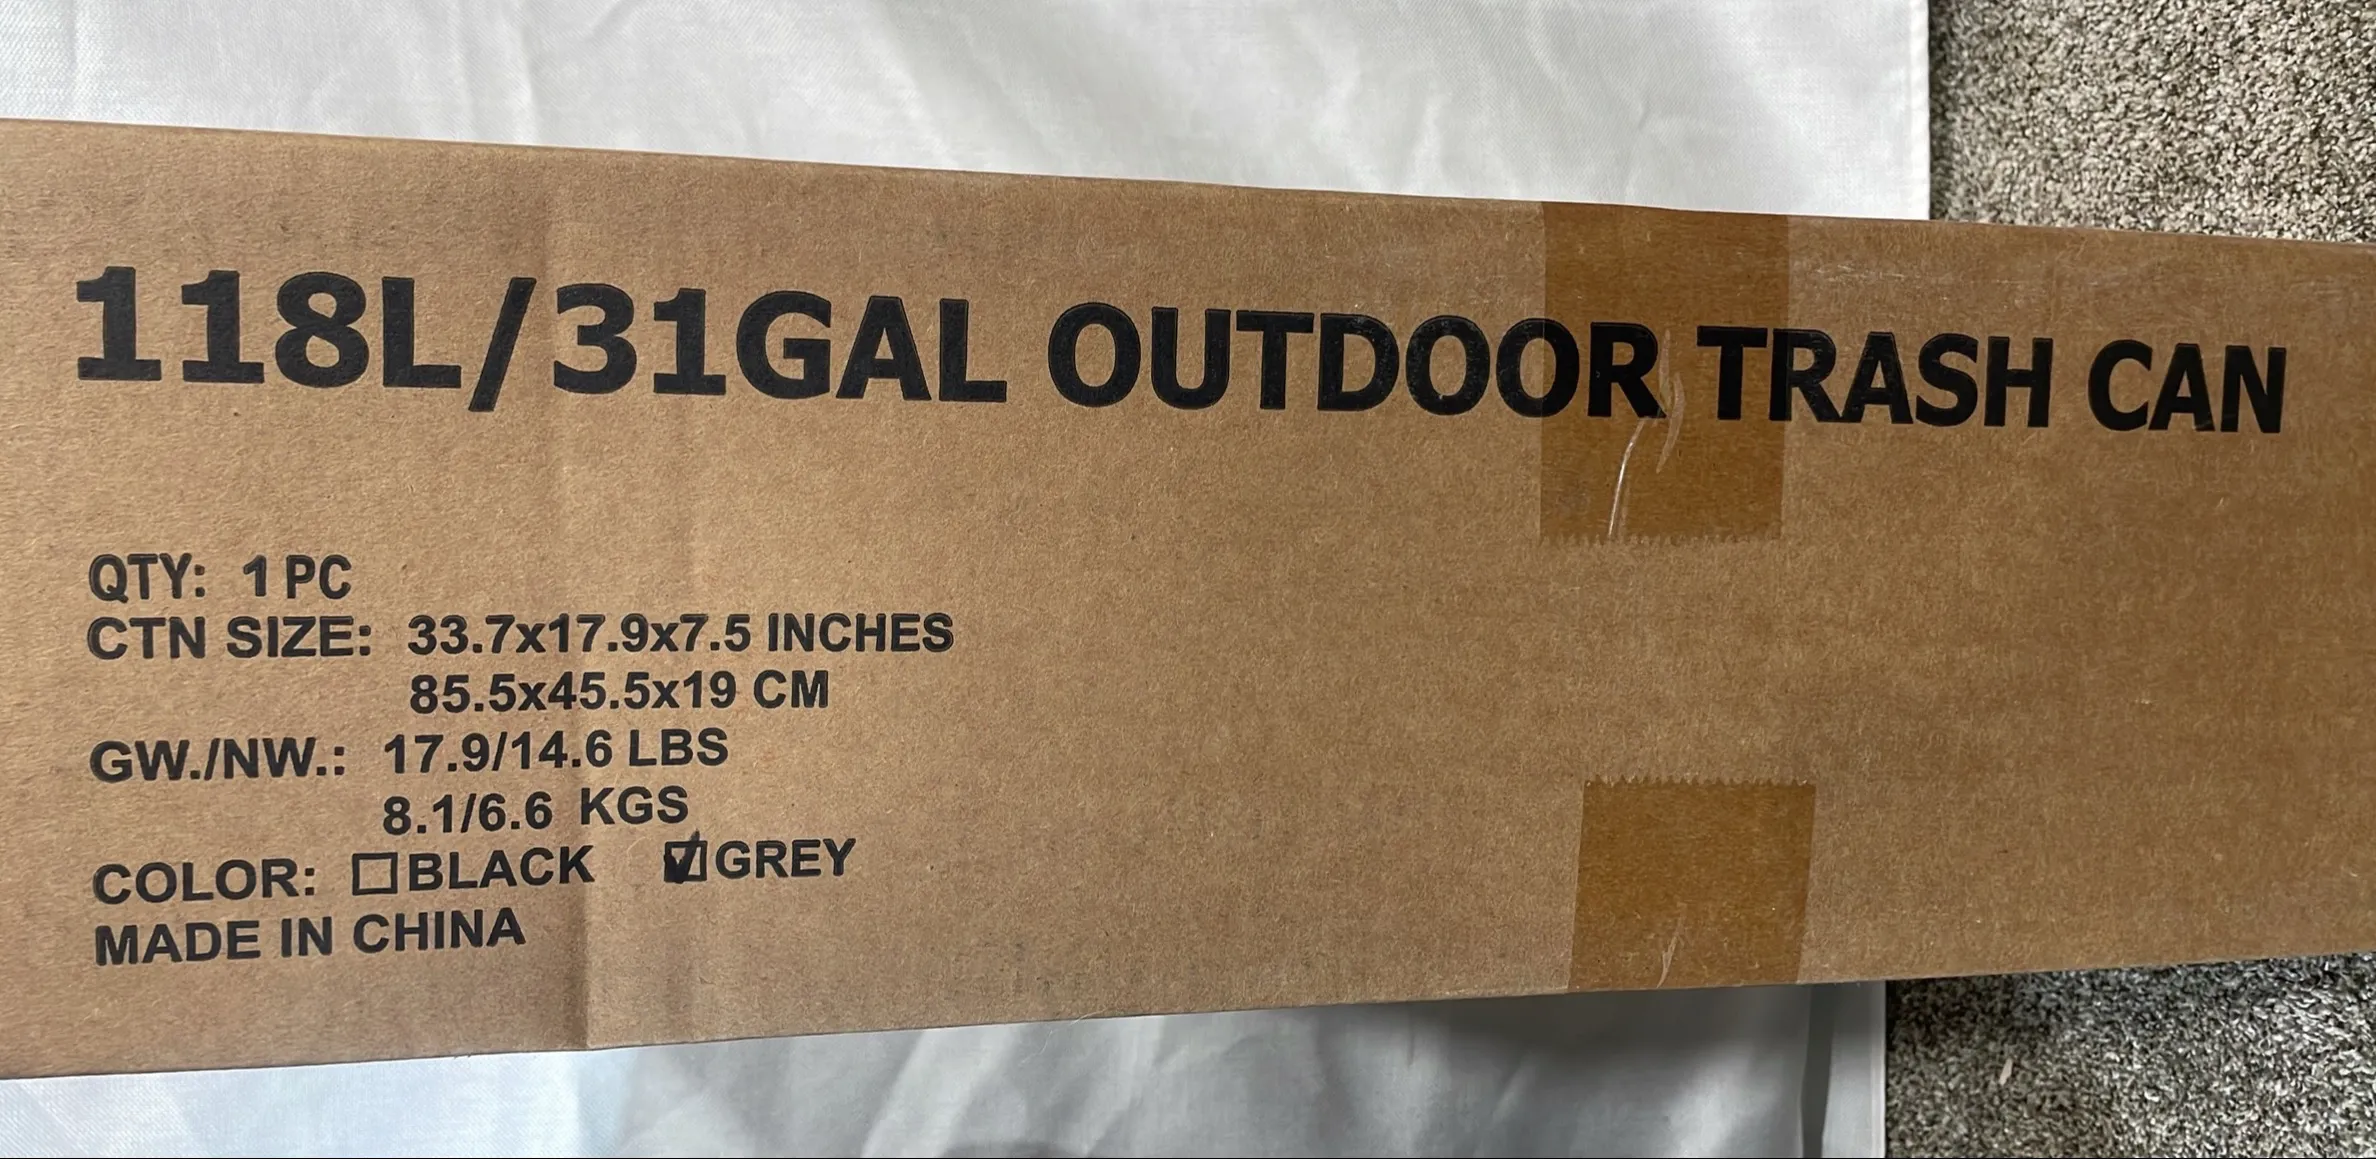 118L/31GAL OUTDOOR TRASH CAN
QTY: 1 PC
CTN SIZE: 33.7x17.9x7.5 INCHES
85.5x45.5x19 CM
GW./NW.: 17.9/14.6 LBS
8.1/6.6 KGS
COLOR: ☐BLACK ☑GREY
MADE IN CHINA